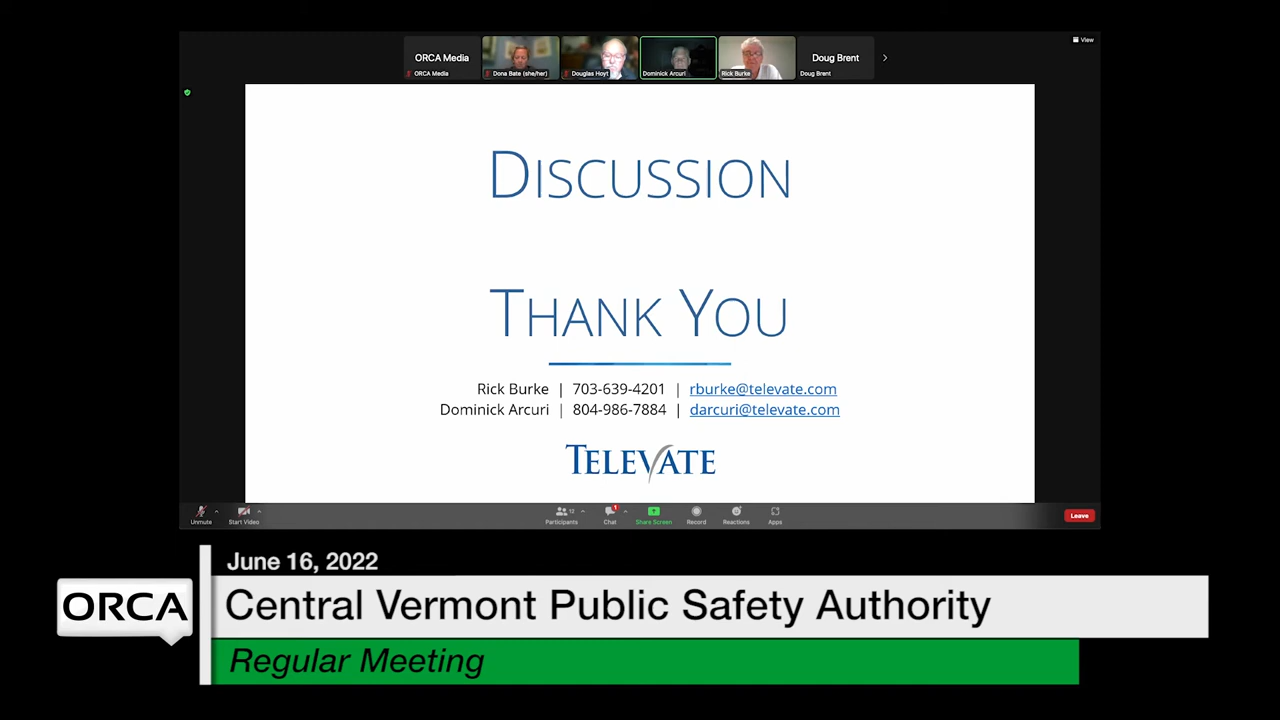 ORCA Media
Doug Brent
View
ORCA Media
Dona Bate (she/her)
Douglas Hoyt
Dominick Arcuri
Rick Burke
Doug Brent
DISCUSSION
THANK YOU
Rick Burke | 703-639-4201 | rburke@televate.com
Dominick Arcuri | 804-986-7884 | darcuri@televate.com
TELEVATE
Unmute
Start Video
Participants
12
Chat
1
Share Screen
Record
Reactions
Apps
Leave
June 16, 2022
ORCA
Central Vermont Public Safety Authority
Regular Meeting